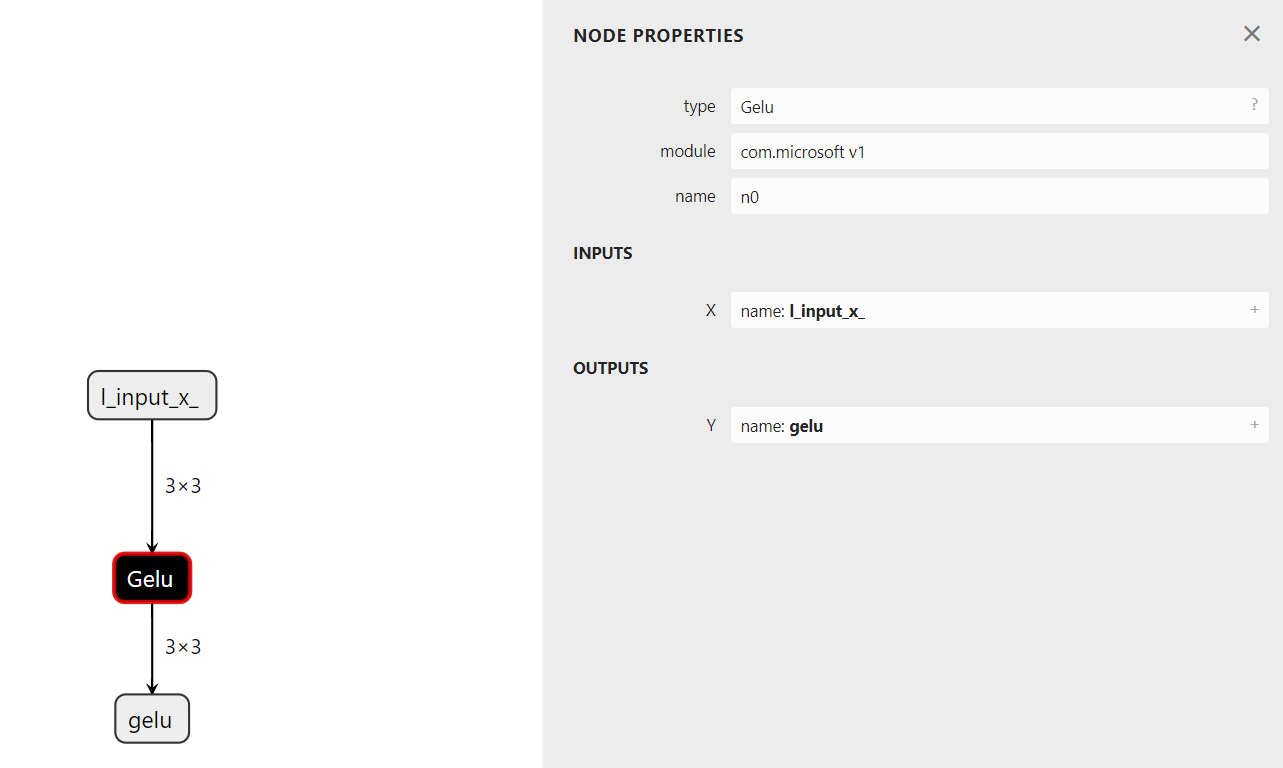 l_input_x_
3×3
Gelu
3×3
gelu
NODE PROPERTIES
type Gelu ?
module com.microsoft v1
name n0
INPUTS
X name: l_input_x_ +
OUTPUTS
Y name: gelu +